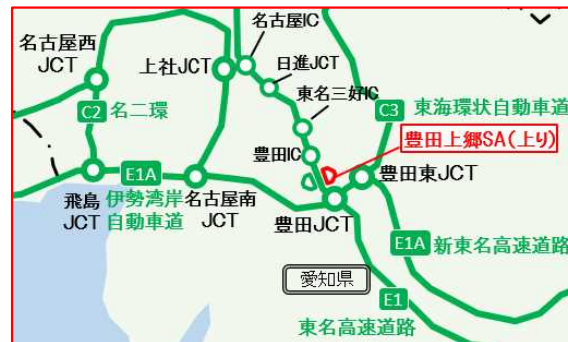 名古屋IC
名古屋西
JCT
上社JCT
日進JCT
東名三好IC
C2 名二環
C3 東海環状自動車道
豊田上郷SA(上り)
豊田IC
E1A
豊田東JCT
飛島
JCT
伊勢湾岸
自動車道
名古屋南
JCT
豊田JCT
E1A 新東名高速道路
愛知県
E1
東名高速道路